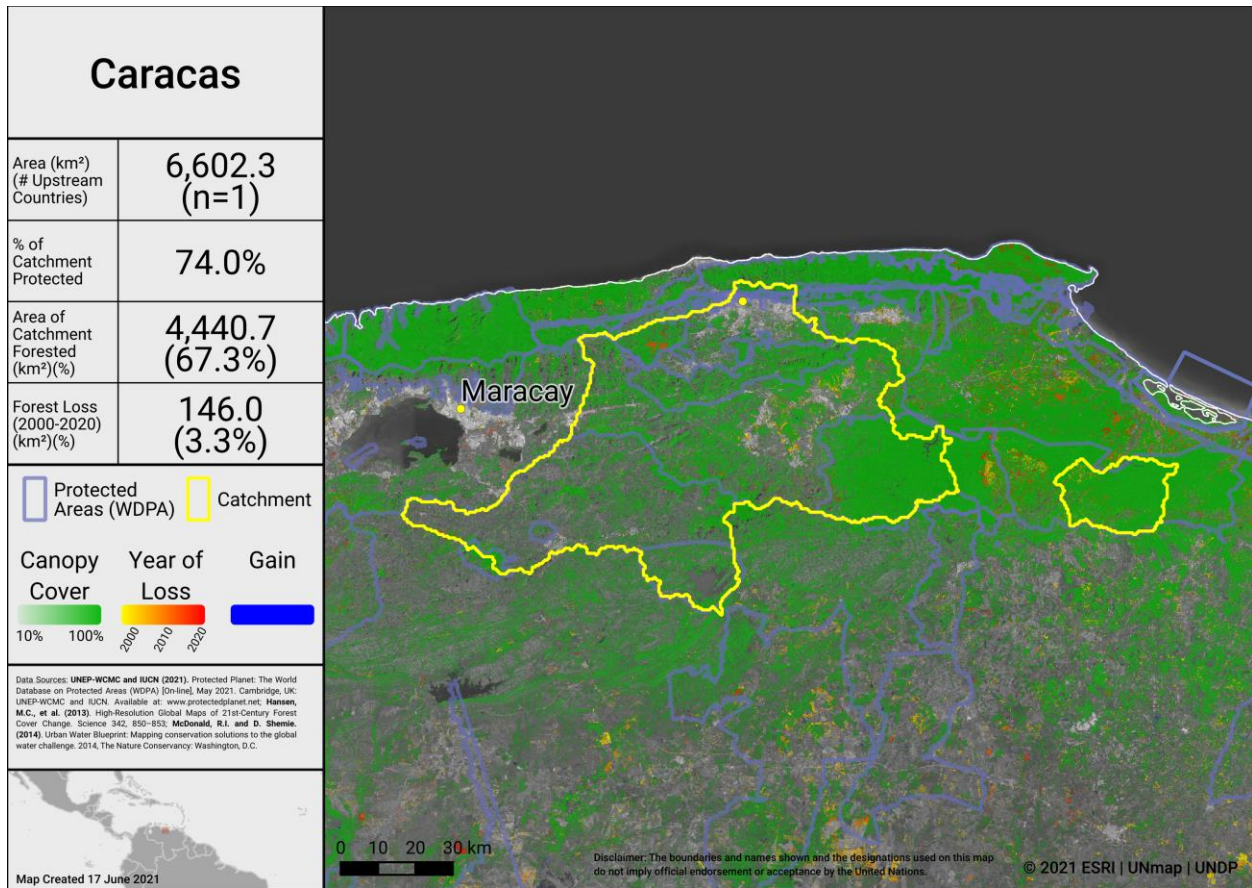 Caracas
Area (km²)
(# Upstream
Countries)
6,602.3
(n=1)
% of
Catchment
Protected
74.0%
Area of
Catchment
Forested
(km²)(%)
4,440.7
(67.3%)
Forest Loss
(2000-2020)
(km²)(%)
146.0
(3.3%)
Protected
Areas (WDPA)
Catchment
Canopy
Cover
10% 100%
Year of
Loss
2000 2010 2020
Gain
Data Sources: UNEP-WCMC and IUCN (2021). Protected Planet: The World
Database on Protected Areas (WDPA) [On-line], May 2021. Cambridge, UK:
UNEP-WCMC and IUCN. Available at: www.protectedplanet.net; Hansen,
M.C., et al. (2013). High-Resolution Global Maps of 21st-Century Forest
Cover Change. Science 342, 850–853; McDonald, R.I. and D. Shemie.
(2014). Urban Water Blueprint: Mapping conservation solutions to the global
water challenge. 2014, The Nature Conservancy: Washington, D.C.
Map Created 17 June 2021
Maracay
0 10 20 30 km
Disclaimer: The boundaries and names shown and the designations used on this map
do not imply official endorsement or acceptance by the United Nations.
© 2021 ESRI | UNmap | UNDP